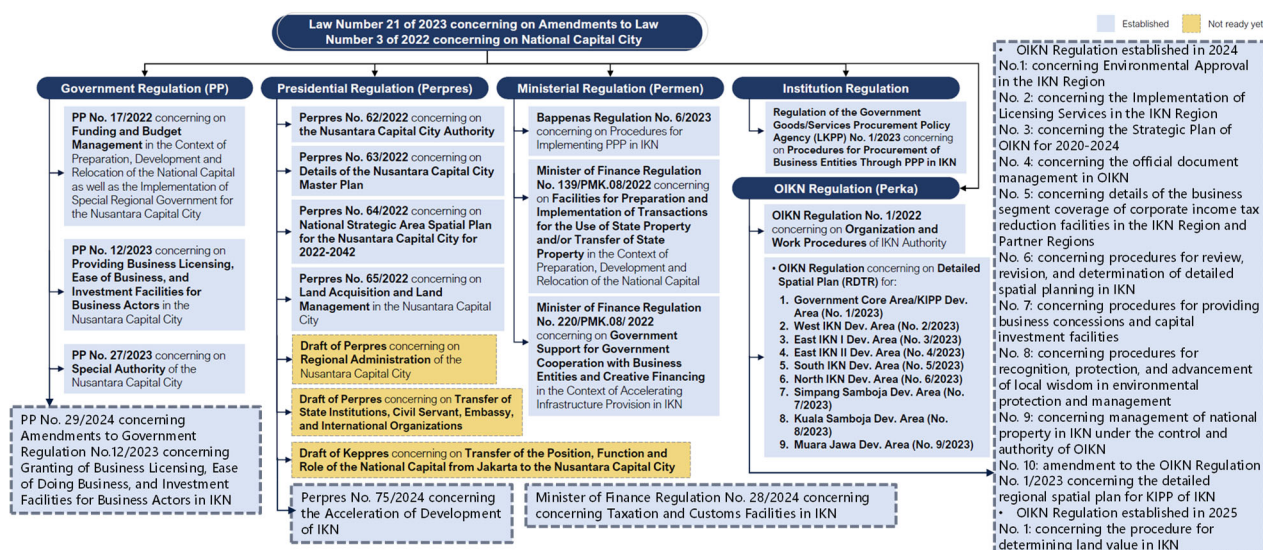 Law Number 21 of 2023 concerning on Amendments to Law
Number 3 of 2022 concerning on National Capital City
Established
Not ready yet
Government Regulation (PP)
PP No. 17/2022 concerning on
Funding and Budget
Management in the Context of
Preparation, Development and
Relocation of the National Capital
as well as the Implementation of
Special Regional Government for
the Nusantara Capital City
PP No. 12/2023 concerning on
Providing Business Licensing,
Ease of Business, and
Investment Facilities for
Business Actors in the
Nusantara Capital City
PP No. 27/2023 concerning on
Special Authority of the
Nusantara Capital City
PP No. 29/2024 concerning
Amendments to Government
Regulation No.12/2023 concerning
Granting of Business Licensing, Ease
of Doing Business, and Investment
Facilities for Business Actors in IKN
Presidential Regulation (Perpres)
Perpres No. 62/2022 concerning on
the Nusantara Capital City Authority
Perpres No. 63/2022 concerning on
Details of the Nusantara Capital City
Master Plan
Perpres No. 64/2022 concerning on
National Strategic Area Spatial Plan
for the Nusantara Capital City for
2022-2042
Perpres No. 65/2022 concerning on
Land Acquisition and Land
Management in the Nusantara Capital
City
Draft of Perpres concerning on
Regional Administration of the
Nusantara Capital City
Draft of Perpres concerning on Transfer of
State Institutions, Civil Servant, Embassy,
and International Organizations
Draft of Keppres concerning on Transfer of the Position, Function and
Role of the National Capital from Jakarta to the Nusantara Capital City
Perpres No. 75/2024 concerning
the Acceleration of Development
of IKN
Ministerial Regulation (Permen)
Bappenas Regulation No. 6/2023
concerning on Procedures for
Implementing PPP in IKN
Minister of Finance Regulation
No. 139/PMK.08/2022 concerning
on Facilities for Preparation and
Implementation of Transactions
for the Use of State Property
and/or Transfer of State
Property in the Context of
Preparation, Development and
Relocation of the National Capital
Minister of Finance Regulation
No. 220/PMK.08/ 2022
concerning on Government
Support for Government
Cooperation with Business
Entities and Creative Financing
in the Context of Accelerating
Infrastructure Provision in IKN
Minister of Finance Regulation No. 28/2024 concerning
concerning Taxation and Customs Facilities in IKN
Institution Regulation
Regulation of the Government
Goods/Services Procurement Policy
Agency (LKPP) No. 1/2023 concerning
on Procedures for Procurement of
Business Entities Through PPP in IKN
OIKN Regulation (Perka)
OIKN Regulation No. 1/2022
concerning on Organization and
Work Procedures of IKN Authority
• OIKN Regulation concerning on Detailed
Spatial Plan (RDTR) for:
1. Government Core Area/KIPP Dev.
Area (No. 1/2023)
2. West IKN Dev. Area (No. 2/2023)
3. East IKN I Dev. Area (No. 3/2023)
4. East IKN II Dev. Area (No. 4/2023)
5. South IKN Dev. Area (No. 5/2023)
6. North IKN Dev. Area (No. 6/2023)
7. Simpang Samboja Dev. Area (No.
7/2023)
8. Kuala Samboja Dev. Area (No.
8/2023)
9. Muara Jawa Dev. Area (No. 9/2023)
• OIKN Regulation established in 2024
No.1: concerning Environmental Approval
in the IKN Region
No. 2: concerning the Implementation of
Licensing Services in the IKN Region
No. 3: concerning the Strategic Plan of
OIKN for 2020-2024
No. 4: concerning the official document
management in OIKN
No. 5: concerning details of the business
segment coverage of corporate income tax
reduction facilities in the IKN Region and
Partner Regions
No. 6: concerning procedures for review,
revision, and determination of detailed
spatial planning in IKN
No. 7: concerning procedures for providing
business concessions and capital
investment facilities
No. 8: concerning procedures for
recognition, protection, and advancement
of local wisdom in environmental
protection and management
No. 9: concerning management of national
property in IKN under the control and
authority of OIKN
No. 10: amendment to the OIKN Regulation
No. 1/2023 concerning the detailed
regional spatial plan for KIPP of IKN
• OIKN Regulation established in 2025
No. 1: concerning the procedure for
determining land value in IKN